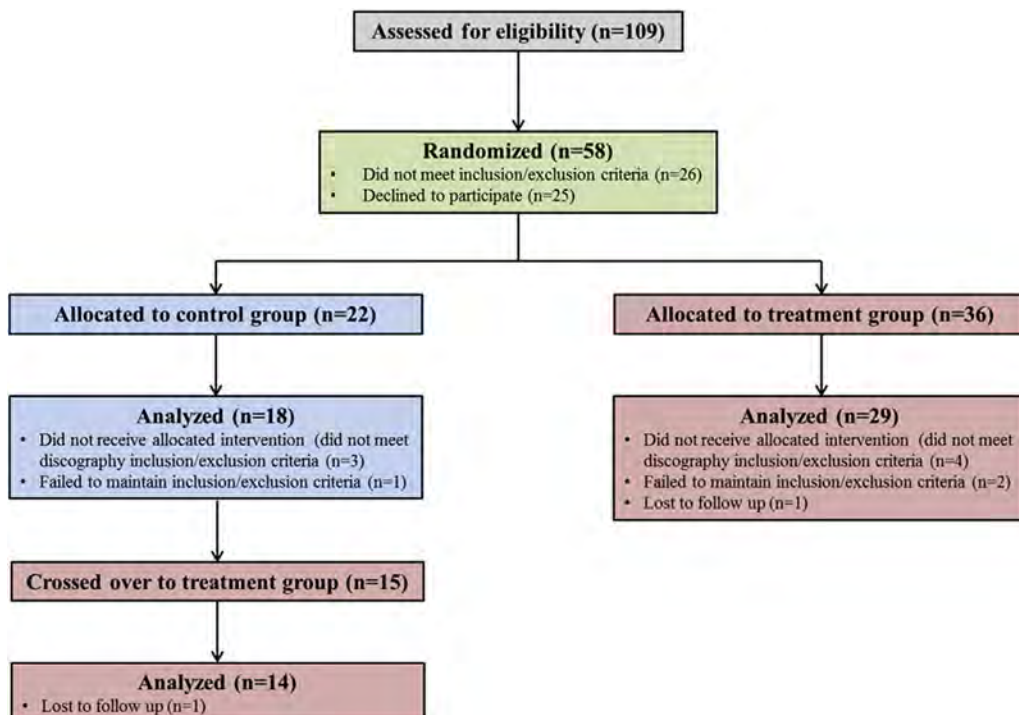 Assessed for eligibility (n=109)
Randomized (n=58)
• Did not meet inclusion/exclusion criteria (n=26)
• Declined to participate (n=25)
Allocated to control group (n=22)
Allocated to treatment group (n=36)
Analyzed (n=18)
• Did not receive allocated intervention (did not meet
discography inclusion/exclusion criteria (n=3)
• Failed to maintain inclusion/exclusion criteria (n=1)
Analyzed (n=29)
• Did not receive allocated intervention (did not meet
discography inclusion/exclusion criteria (n=4)
• Failed to maintain inclusion/exclusion criteria (n=2)
• Lost to follow up (n=1)
Crossed over to treatment group (n=15)
Analyzed (n=14)
• Lost to follow up (n=1)